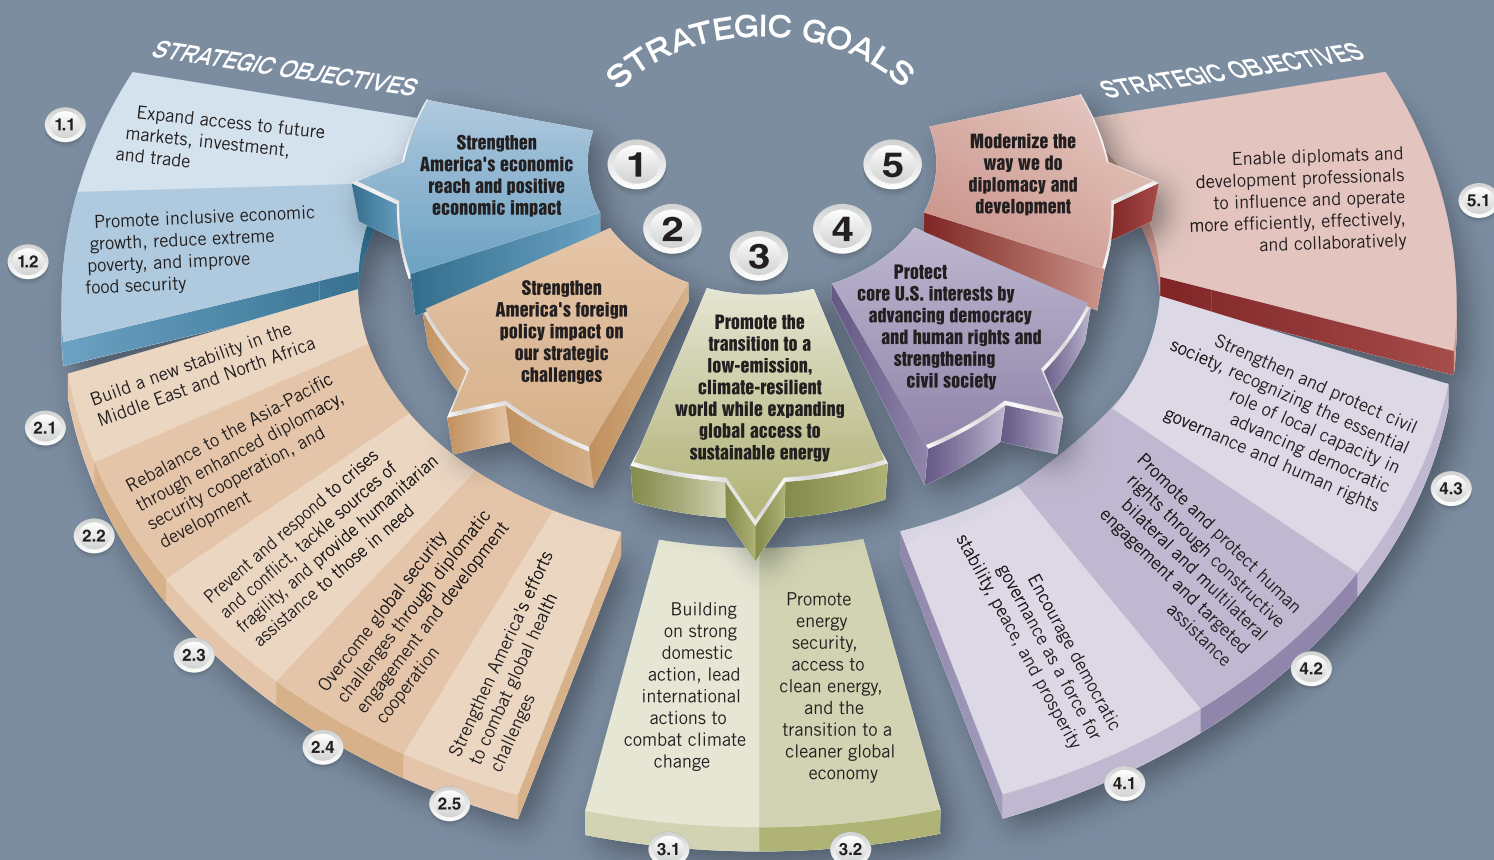 STRATEGIC GOALS
STRATEGIC OBJECTIVES
STRATEGIC OBJECTIVES
1
Strengthen
America's economic
reach and positive
economic impact
1.1
Expand access to future
markets, investment,
and trade
1.2
Promote inclusive economic
growth, reduce extreme
poverty, and improve
food security
2
Strengthen
America's foreign
policy impact on
our strategic
challenges
2.1
Build a new stability in the
Middle East and North Africa
2.2
Rebalance to the Asia-Pacific
through enhanced diplomacy,
security cooperation, and
development
2.3
Prevent and respond to crises
and conflict, tackle sources of
fragility, and provide humanitarian
assistance to those in need
2.4
Overcome global security
challenges through diplomatic
engagement and development
cooperation
2.5
Strengthen America's efforts
to combat global health
challenges
3
Promote the
transition to a
low-emission,
climate-resilient
world while expanding
global access to
sustainable energy
3.1
Building
on strong
domestic
action, lead
international
actions to
combat climate
change
3.2
Promote
energy
security,
access to
clean energy,
and the
transition to a
cleaner global
economy
4
Protect
core U.S. interests by
advancing democracy
and human rights and
strengthening
civil society
4.1
Encourage democratic
governance as a force for
stability, peace, and prosperity
4.2
Promote and protect human
rights through constructive
bilateral and multilateral
engagement and targeted
assistance
4.3
Strengthen and protect civil
society, recognizing the essential
role of local capacity in
advancing democratic
governance and human rights
5
Modernize the
way we do
diplomacy and
development
5.1
Enable diplomats and
development professionals
to influence and operate
more efficiently, effectively,
and collaboratively